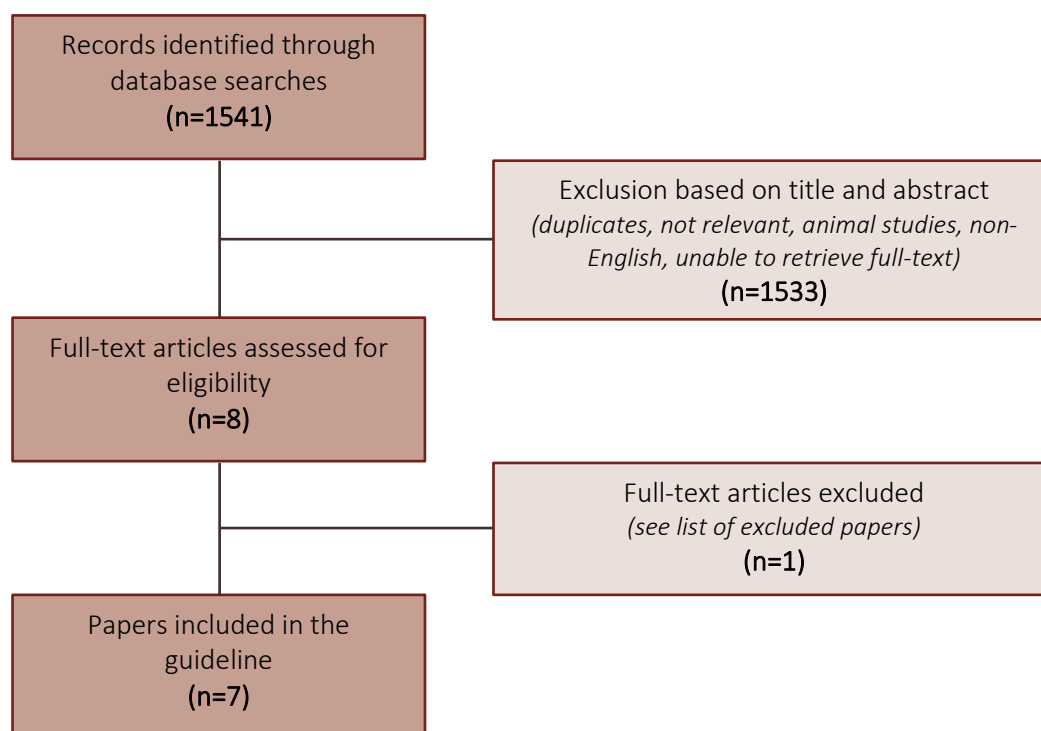 Records identified through
database searches
(n=1541)
Exclusion based on title and abstract
(duplicates, not relevant, animal studies, non-
English, unable to retrieve full-text)
(n=1533)
Full-text articles assessed for
eligibility
(n=8)
Full-text articles excluded
(see list of excluded papers)
(n=1)
Papers included in the
guideline
(n=7)